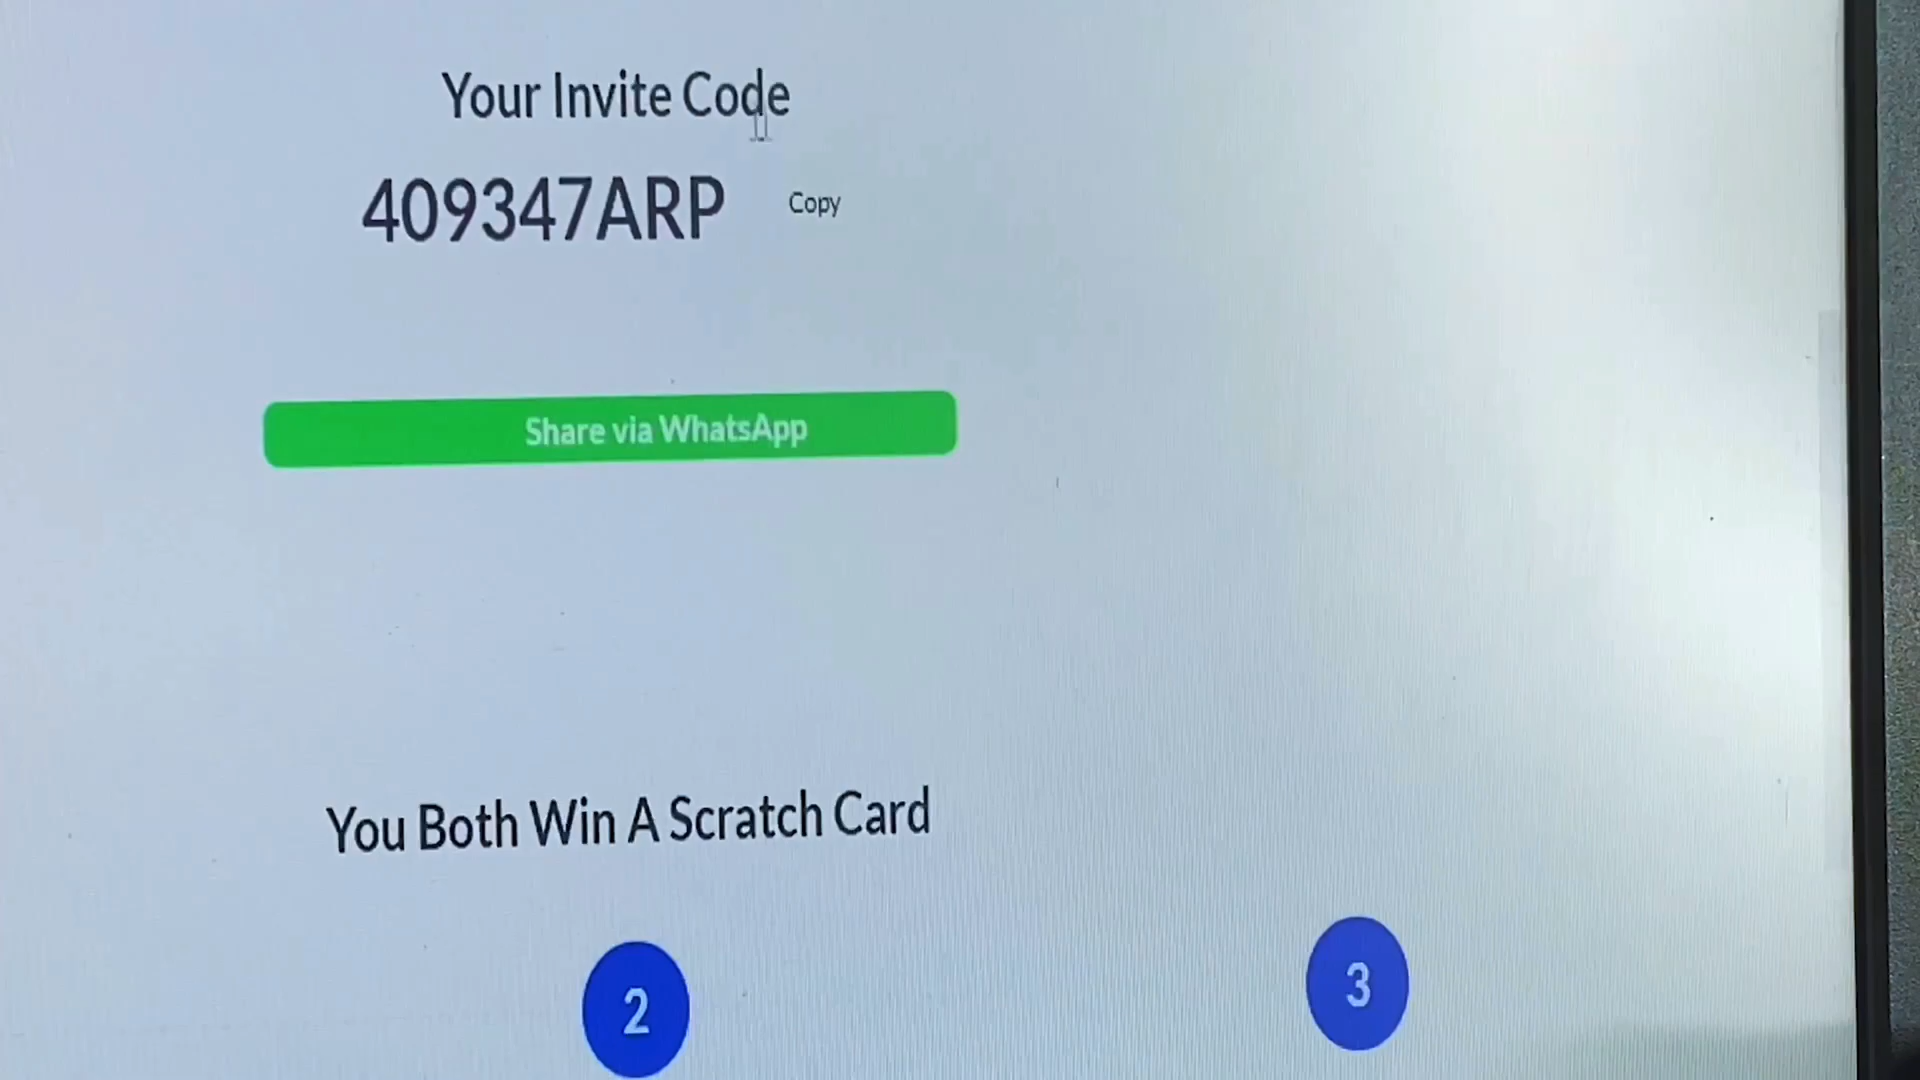 Your Invite Code
409347ARP Copy
Share via WhatsApp
You Both Win A Scratch Card
2 3